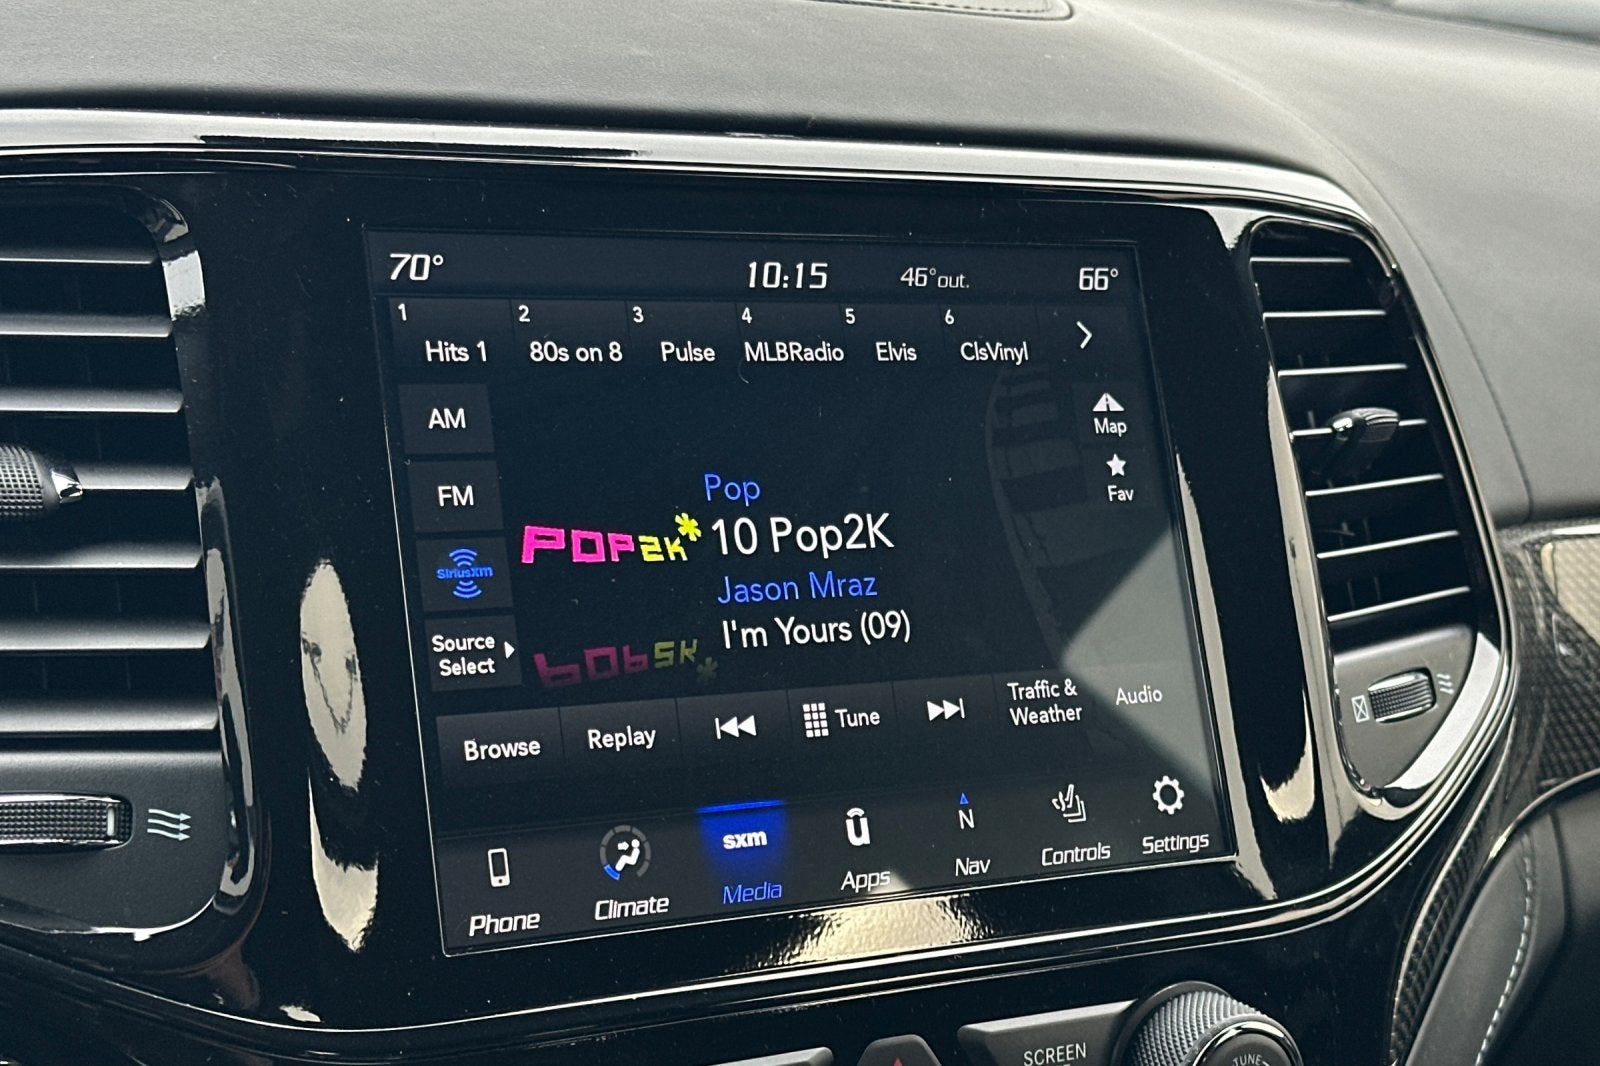 70° 10:15 46°out. 66°
1 2 3 4 5 6
Hits 1 80s on 8 Pulse MLBRadio Elvis ClsVinyl
AM
Map
FM
Fav
siriusxm
Source
Select
Pop
POP2K*
10 Pop2K
Jason Mraz
I'm Yours (09)
Browse Replay Tune
Traffic &
Weather
Audio
sxm
N
Phone Climate Media Apps Nav Controls Settings
SCREEN
TUNE